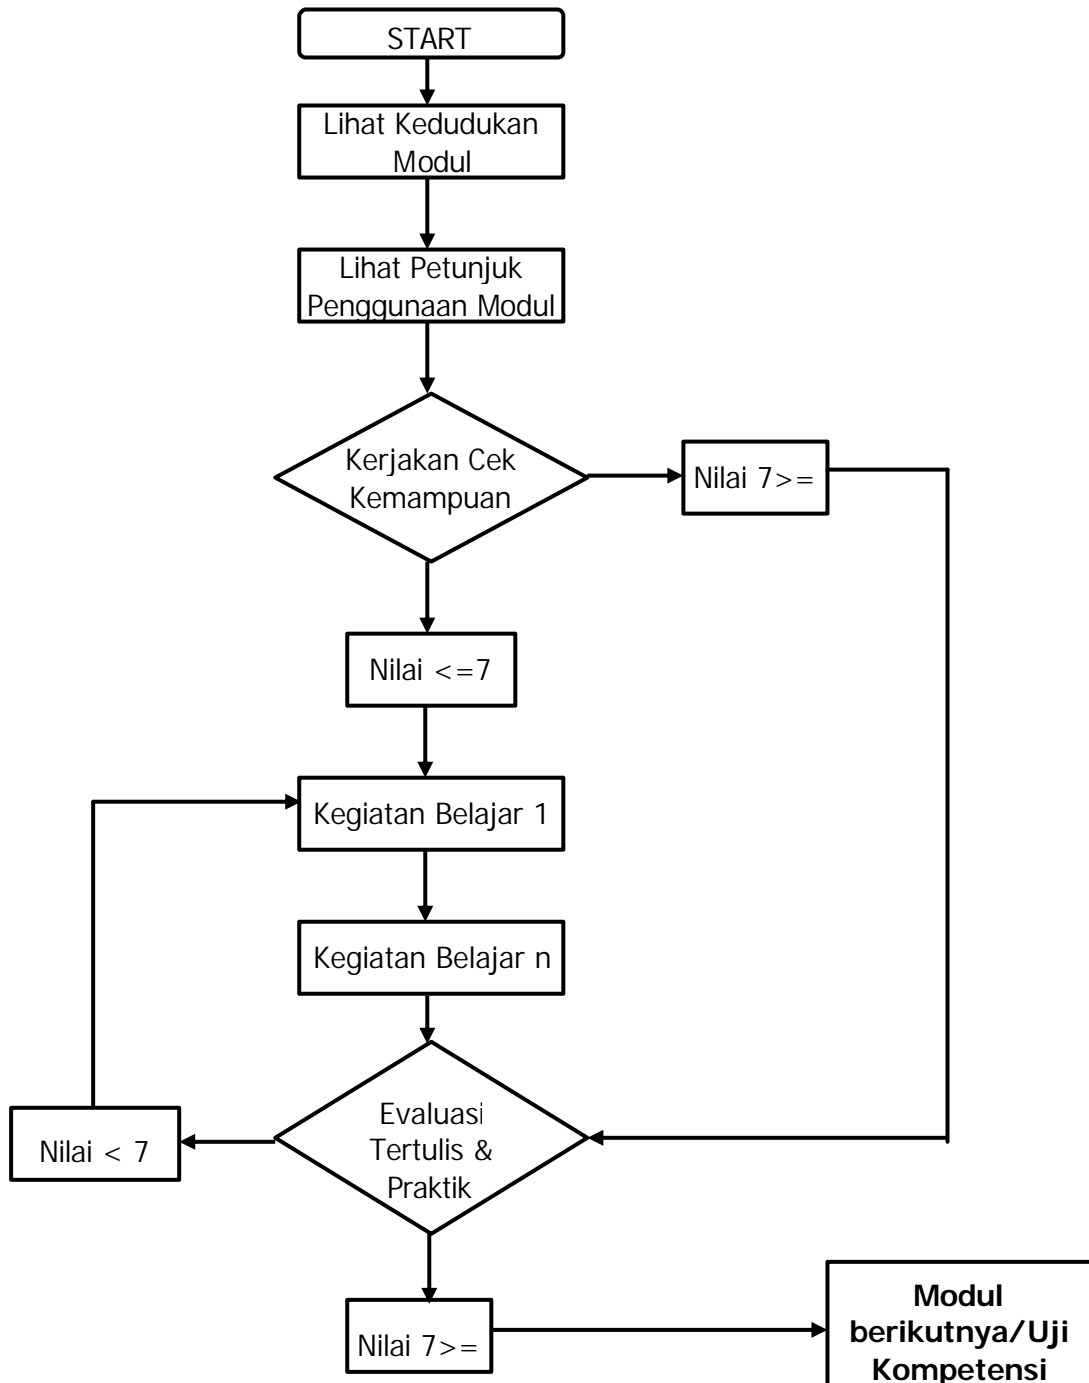 START
Lihat Kedudukan
Modul
Lihat Petunjuk
Penggunaan Modul
Kerjakan Cek
Kemampuan
Nilai 7>=
Nilai <=7
Kegiatan Belajar 1
Kegiatan Belajar n
Evaluasi
Tertulis &
Praktik
Nilai < 7
Nilai 7>=
Modul
berikutnya/Uji
Kompetensi